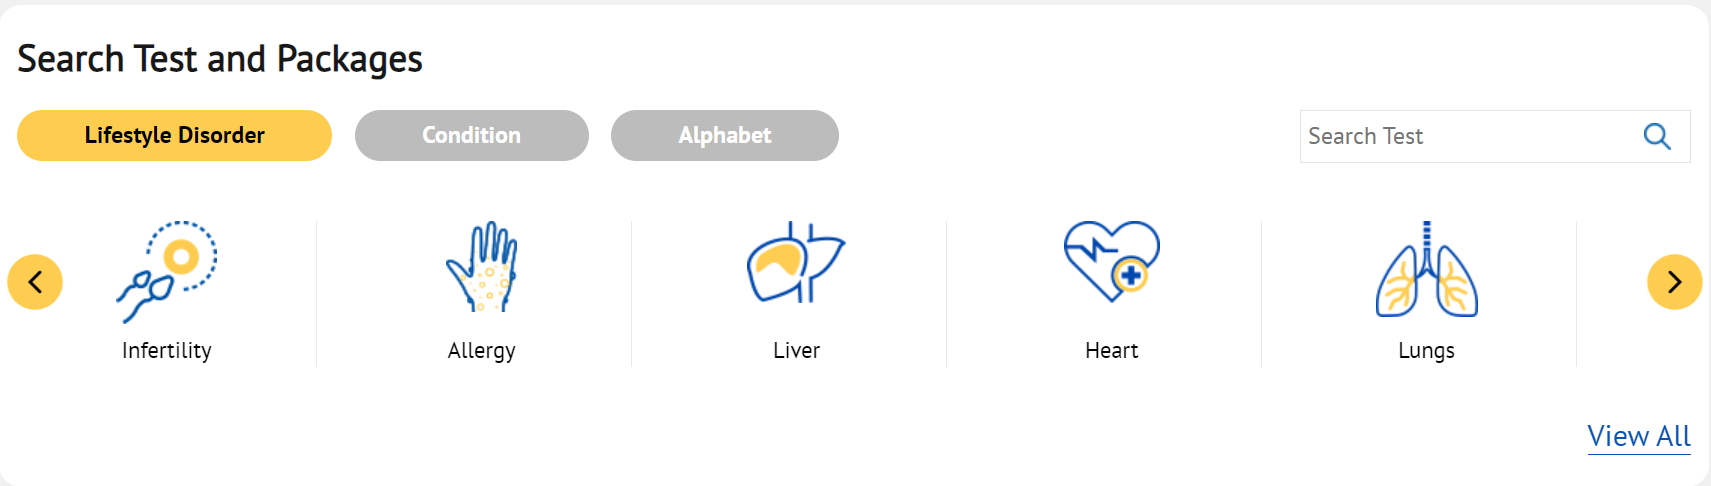 Search Test and Packages
Lifestyle Disorder Condition Alphabet Search Test
Infertility Allergy Liver Heart Lungs
View All